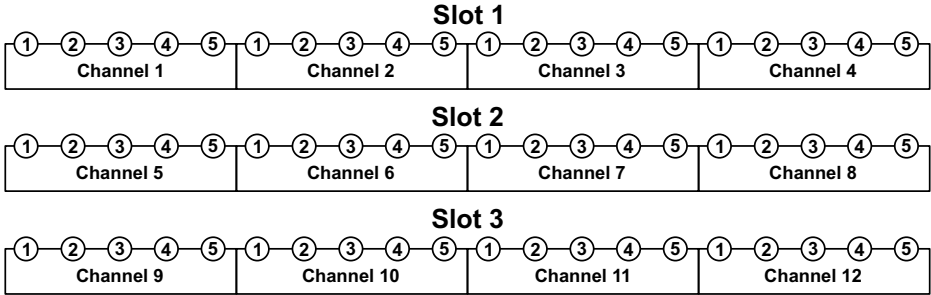 Slot 1
1 2 3 4 5 1 2 3 4 5 1 2 3 4 5 1 2 3 4 5
Channel 1 Channel 2 Channel 3 Channel 4
Slot 2
1 2 3 4 5 1 2 3 4 5 1 2 3 4 5 1 2 3 4 5
Channel 5 Channel 6 Channel 7 Channel 8
Slot 3
1 2 3 4 5 1 2 3 4 5 1 2 3 4 5 1 2 3 4 5
Channel 9 Channel 10 Channel 11 Channel 12